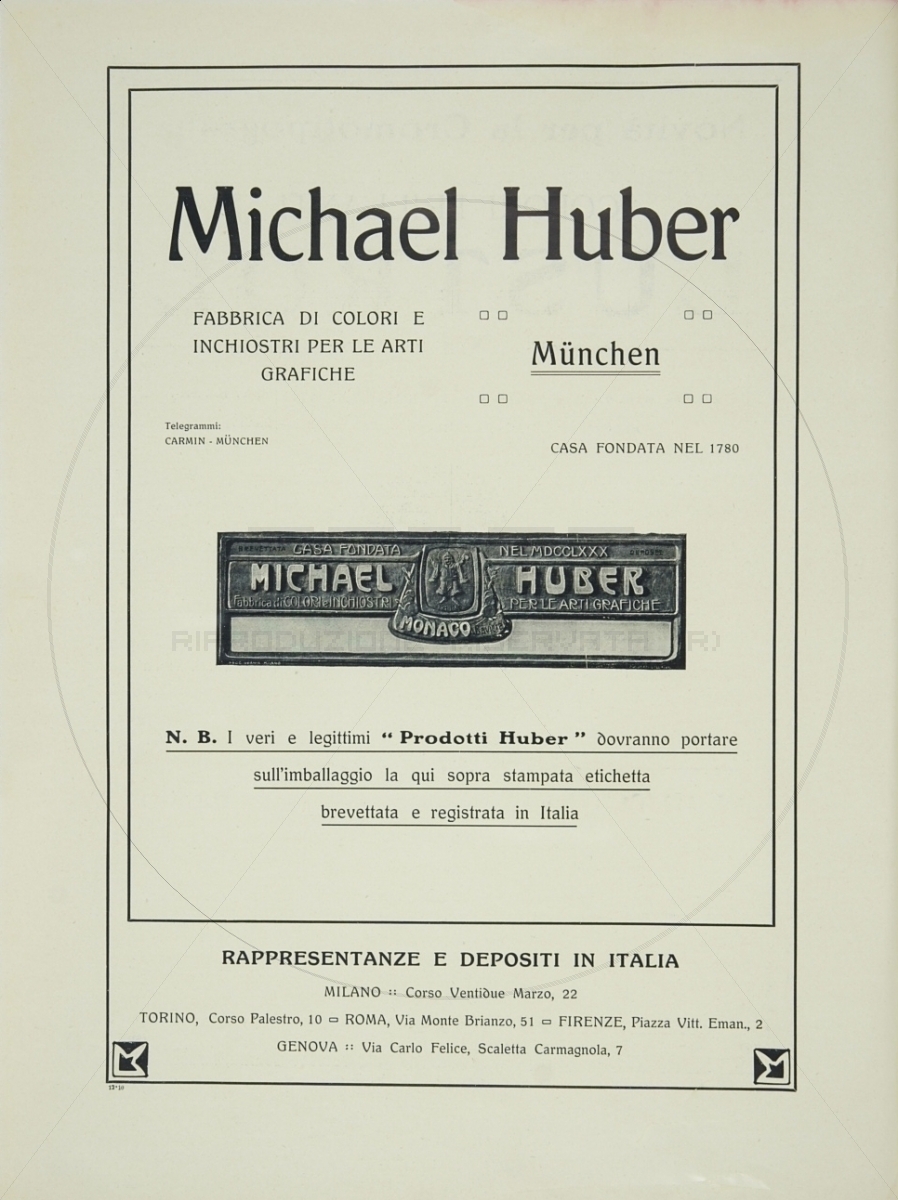 Michael Huber
FABBRICA DI COLORI E
INCHIOSTRI PER LE ARTI
GRAFICHE
München
Telegrammi:
CARMIN - MÜNCHEN
CASA FONDATA NEL 1780
BREVETTATA CASA FONDATA NEL MDCCLXXX
MICHAEL HUBER
Fabbrica di COLORI e INCHIOSTRI PER LE ARTI GRAFICHE
MONACO
RIPRODUZIONE RISERVATA (R)
N. B. I veri e legittimi “ Prodotti Huber ” dovranno portare
sull'imballaggio la qui sopra stampata etichetta
brevettata e registrata in Italia
RAPPRESENTANZE E DEPOSITI IN ITALIA
MILANO :: Corso Ventidue Marzo, 22
TORINO, Corso Palestro, 10 ▭ ROMA, Via Monte Brianzo, 51 ▭ FIRENZE, Piazza Vitt. Eman., 2
GENOVA :: Via Carlo Felice, Scaletta Carmagnola, 7